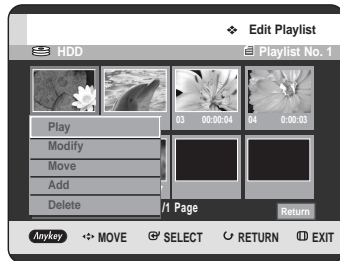 ❖ Edit Playlist
HDD Playlist No. 1
03 00:00:04 04 0:00:03
Play
Modify
Move
Add
Delete
/1 Page Return
Anykey MOVE SELECT RETURN EXIT